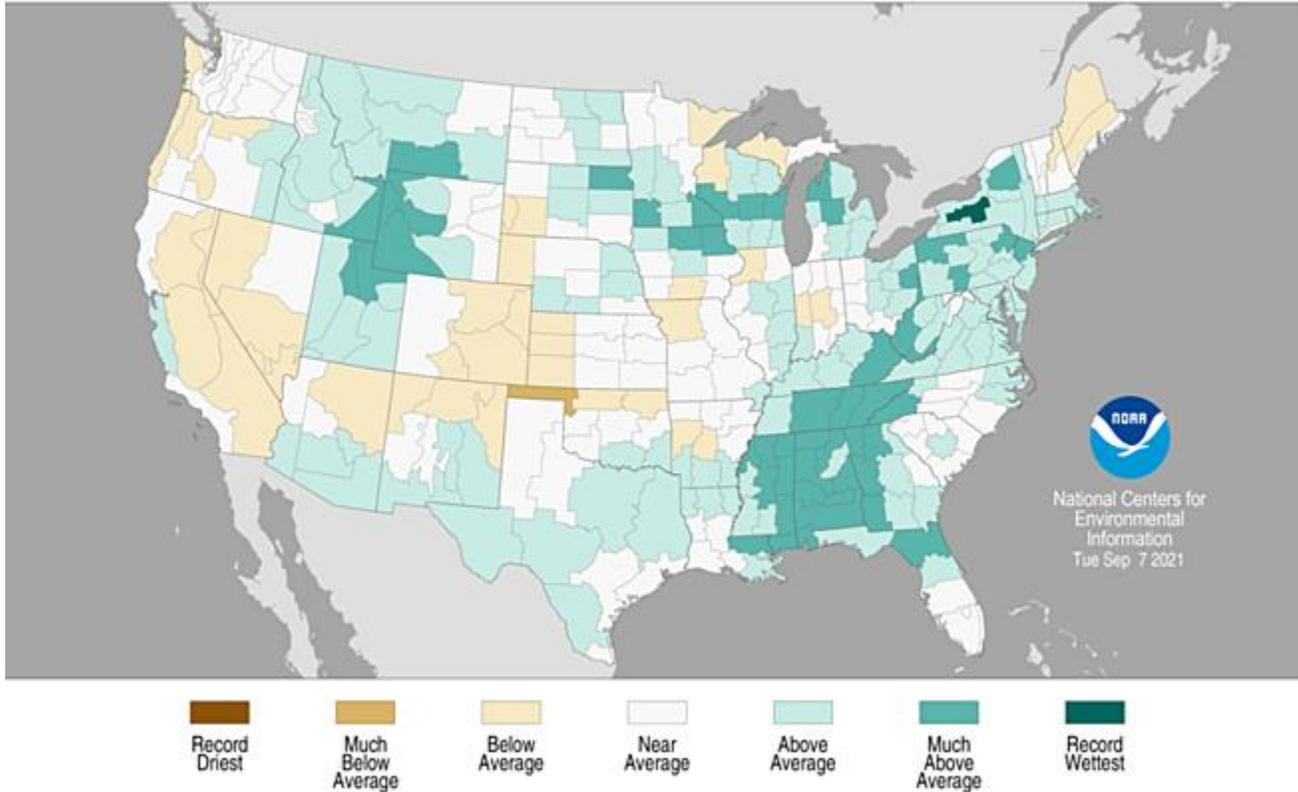 NOAA
National Centers for
Environmental
Information
Tue Sep 7 2021
Record
Driest
Much
Below
Average
Below
Average
Near
Average
Above
Average
Much
Above
Average
Record
Wettest